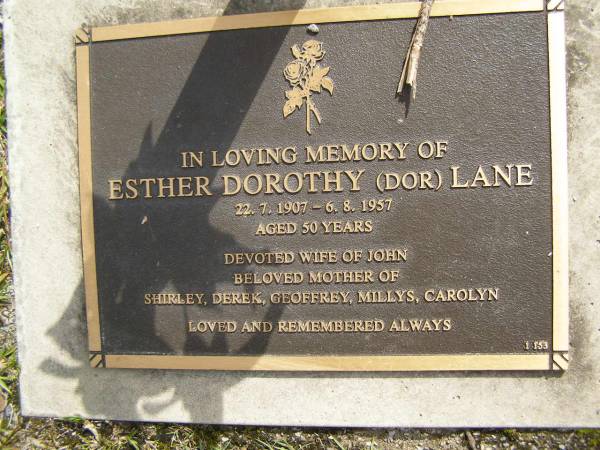 IN LOVING MEMORY OF
ESTHER DOROTHY (DOR) LANE
22. 7. 1907 – 6. 8. 1957
AGED 50 YEARS
DEVOTED WIFE OF JOHN
BELOVED MOTHER OF
SHIRLEY, DEREK, GEOFFREY, MILLYS, CAROLYN
LOVED AND REMEMBERED ALWAYS
1 153